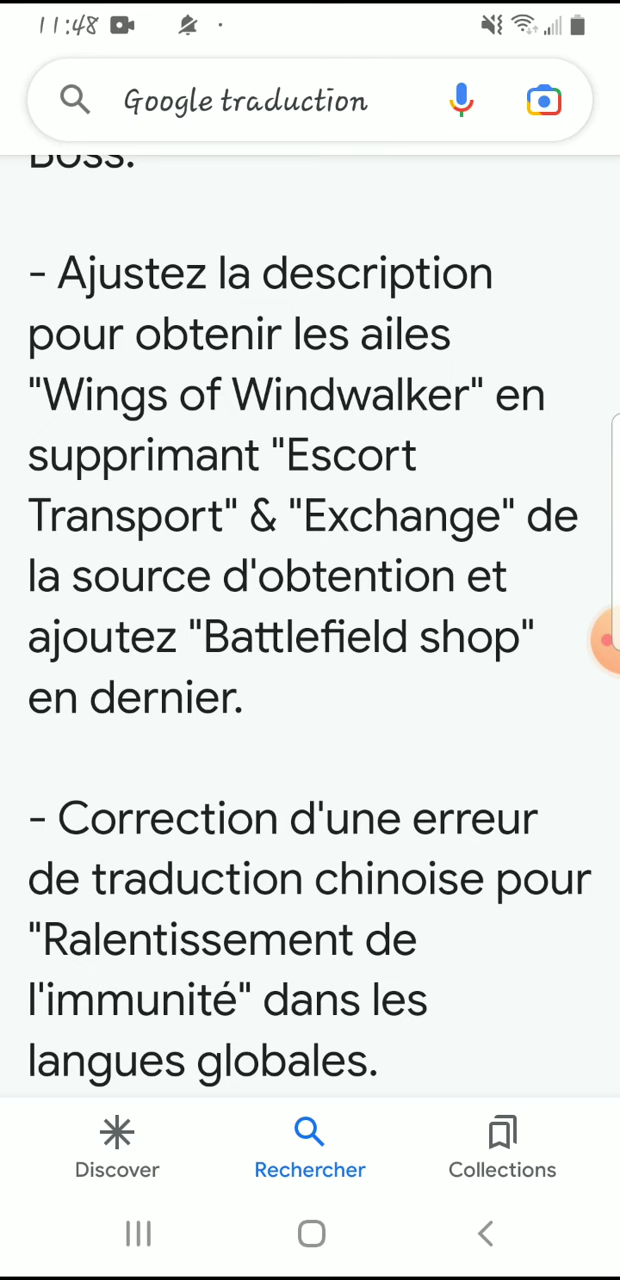 11:48
Google traduction
Boss.
- Ajustez la description
pour obtenir les ailes
"Wings of Windwalker" en
supprimant "Escort
Transport" & "Exchange" de
la source d'obtention et
ajoutez "Battlefield shop"
en dernier.
- Correction d'une erreur
de traduction chinoise pour
"Ralentissement de
l'immunité" dans les
langues globales.
Discover
Rechercher
Collections